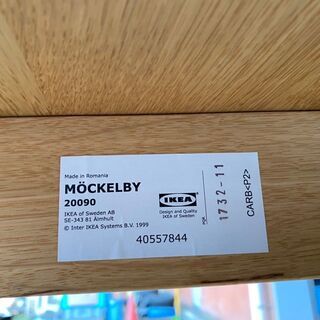 Made in Romania
MÖCKELBY
20090
IKEA of Sweden AB
SE-343 81 Älmhult
© Inter IKEA Systems B.V. 1999
IKEA
Design and Quality
IKEA of Sweden
40557844
PDK
1732-11
CARB<P2>